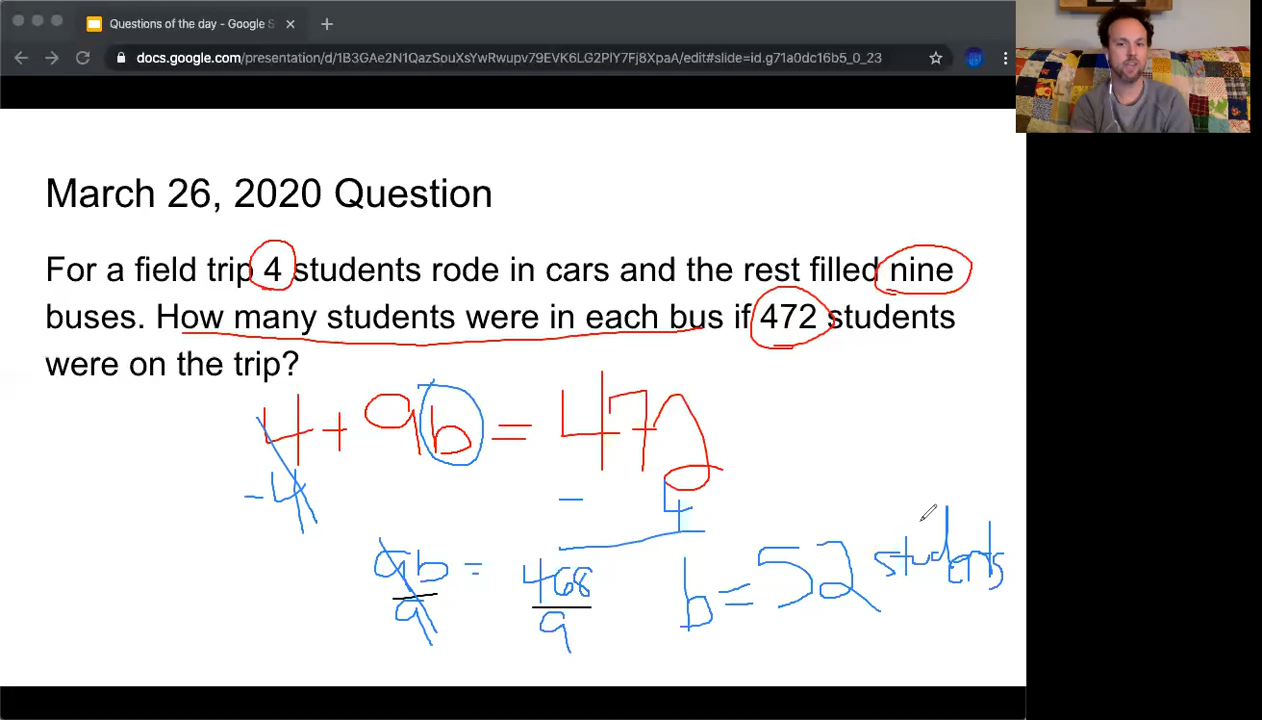 Questions of the day - Google S
docs.google.com/presentation/d/1B3GAe2N1QazSouXsYwRwupv79EVK6LG2PlY7Fj8XpaA/edit#slide=id.g71a0dc16b5_0_23
March 26, 2020 Question
For a field trip 4 students rode in cars and the rest filled nine
buses. How many students were in each bus if 472 students
were on the trip?
4 + 9b = 472
-4 - 4
9b/9 = 468/9 b = 52 students